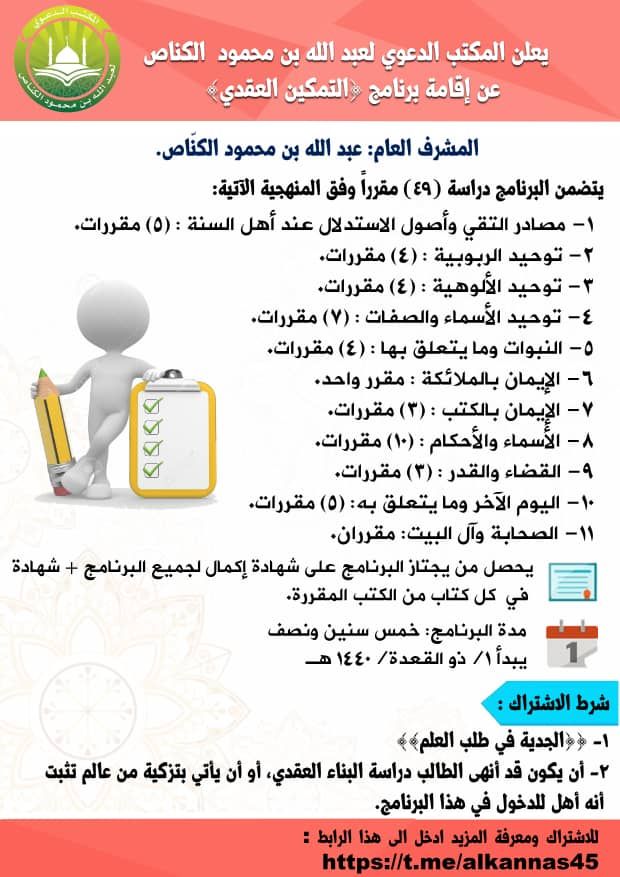 المكتب الدعوي
لعبد الله بن محمود الكناص
يعلن المكتب الدعوي لعبد الله بن محمود الكناص
عن إقامة برنامج ﴿التمكين العقدي﴾
المشرف العام: عبد الله بن محمود الكنّاص.
يتضمن البرنامج دراسة (٤٩) مقرراً وفق المنهجية الآتية:
١- مصادر التقي وأصول الاستدلال عند أهل السنة : (٥) مقررات.
٢- توحيد الربوبية : (٤) مقررات.
٣- توحيد الألوهية : (٤) مقررات.
٤- توحيد الأسماء والصفات : (٧) مقررات.
٥- النبوات وما يتعلق بها : (٤) مقررات.
٦- الإيمان بالملائكة : مقرر واحد.
٧- الإيمان بالكتب : (٣) مقررات.
٨- الأسماء والأحكام : (١٠) مقررات.
٩- القضاء والقدر : (٣) مقررات.
١٠- اليوم الآخر وما يتعلق به: (٥) مقررات.
١١- الصحابة وآل البيت: مقرران.
يحصل من يجتاز البرنامج على شهادة إكمال لجميع البرنامج + شهادة
في كل كتاب من الكتب المقررة.
1
مدة البرنامج: خمس سنين ونصف
يبدأ ١/ ذو القعدة/ ١٤٤٠ هـ
شرط الاشتراك :
١- ﴿﴿الجدية في طلب العلم﴾﴾
٢- أن يكون قد أنهى الطالب دراسة البناء العقدي، أو أن يأتي بتزكية من عالم تثبت
أنه أهل للدخول في هذا البرنامج.
للاشتراك ومعرفة المزيد ادخل الى هذا الرابط :
https://t.me/alkannas45